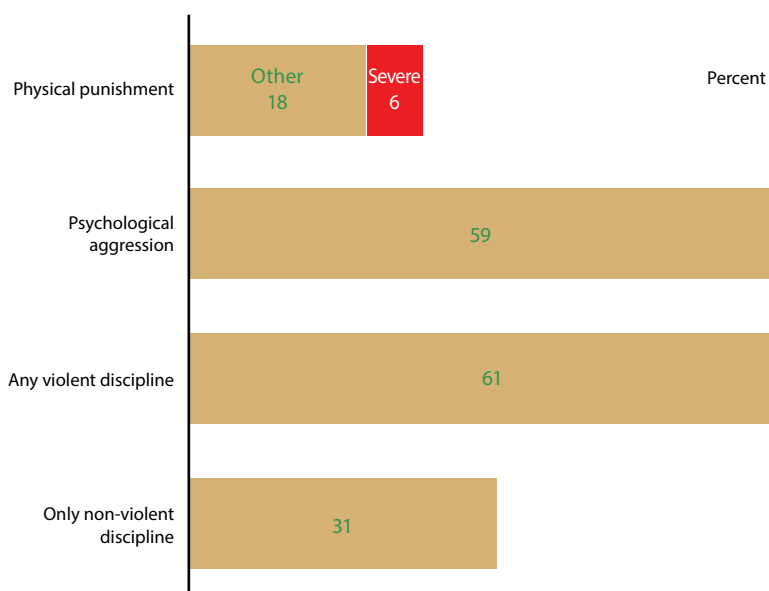 Physical punishment
Other
18
Severe
6
Percent
Psychological
aggression
59
Any violent discipline
61
Only non-violent
discipline
31